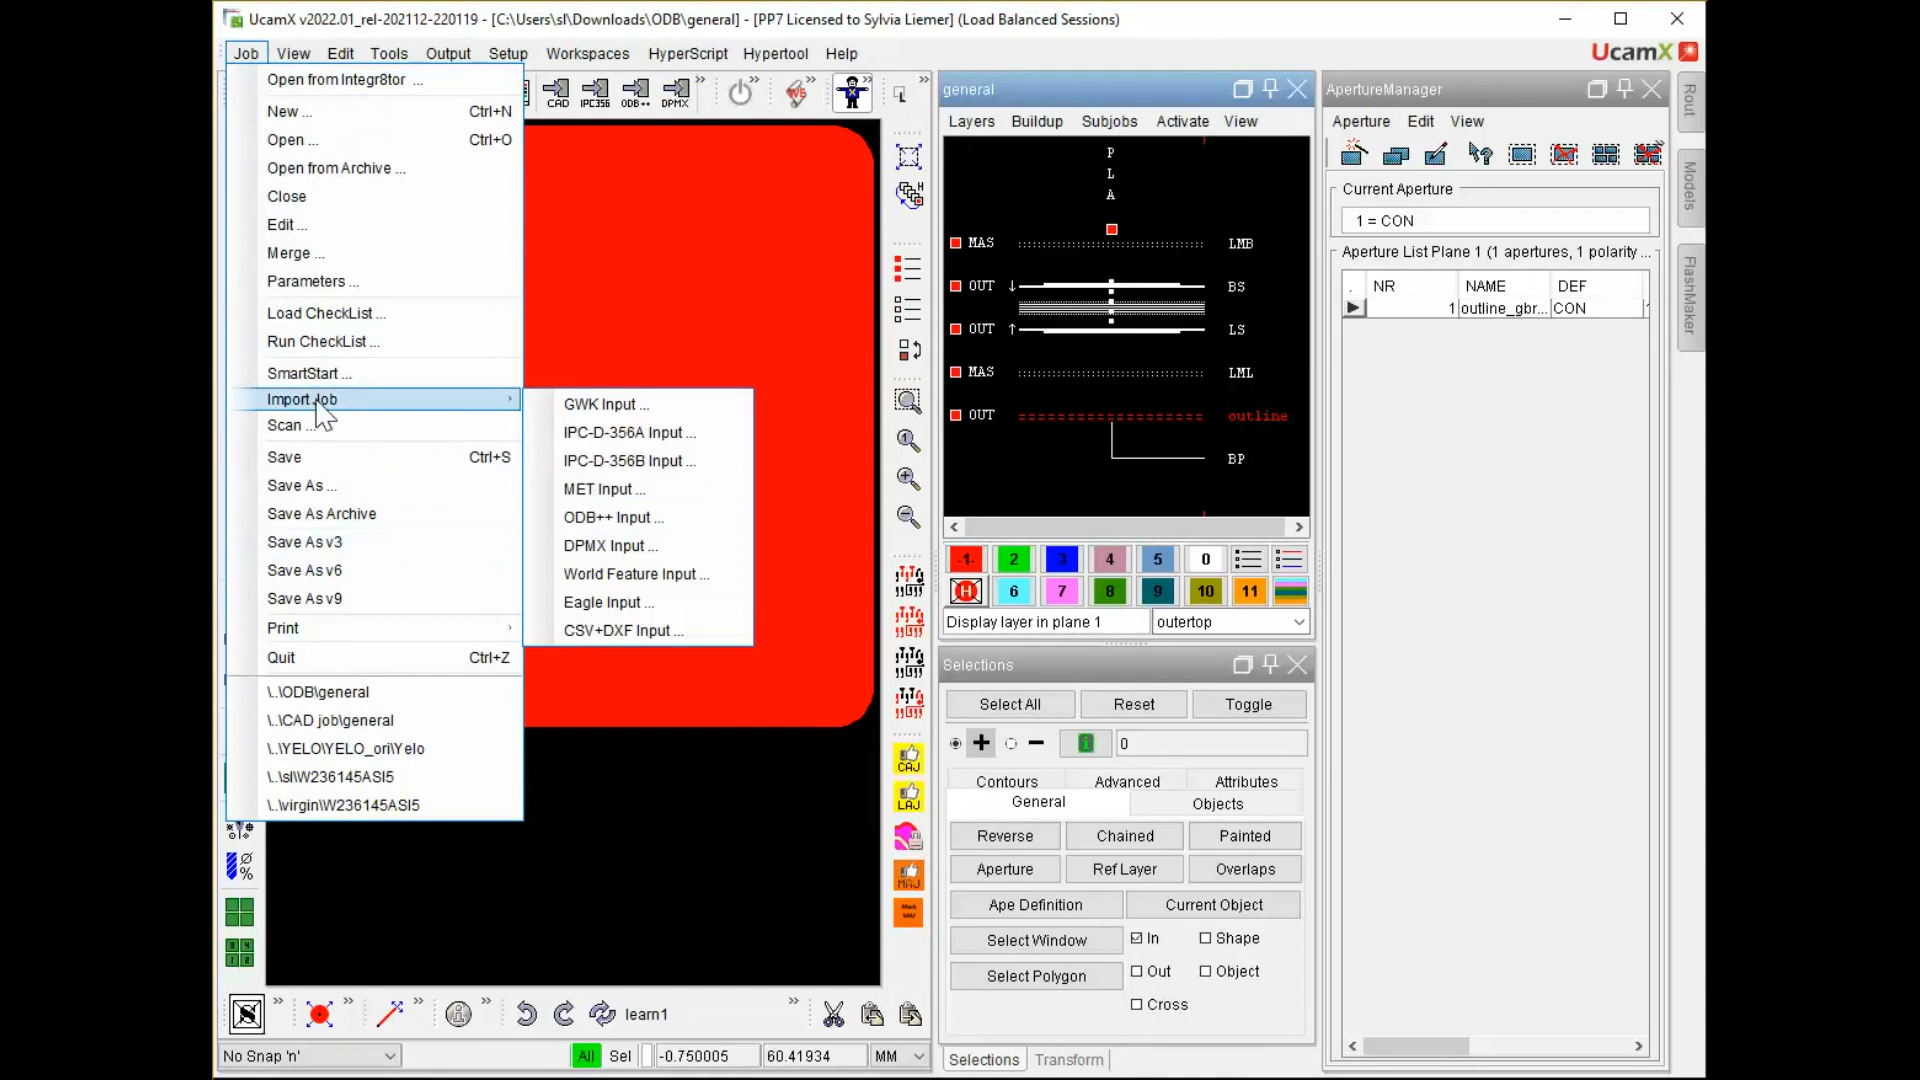 UcamX v2022.01_rel-202112-220119 - [C:\Users\sl\Downloads\ODB\general] - [PP7 Licensed to Sylvia Liemer] (Load Balanced Sessions)
Job View Edit Tools Output Setup Workspaces HyperScript Hypertool Help
UcamX
Open from Integr8tor ...
New ... Ctrl+N
Open ... Ctrl+O
Open from Archive ...
Close
Edit ...
Merge ...
Parameters ...
Load CheckList ...
Run CheckList ...
SmartStart ...
Import Job
Scan ...
Save Ctrl+S
Save As ...
Save As Archive
Save As v3
Save As v6
Save As v9
Print
Quit Ctrl+Z
\..\ODB\general
\..\CAD job\general
\..\YELO\YELO_ori\Yelo
\..\sl\W236145ASI5
\..\virgin\W236145ASI5
GWK Input ...
IPC-D-356A Input ...
IPC-D-356B Input ...
MET Input ...
ODB++ Input ...
DPMX Input ...
World Feature Input ...
Eagle Input ...
CSV+DXF Input ...
CAD IPC356 ODB++ DPMX
CAJ
LAJ
MAJ
general
Layers Buildup Subjobs Activate View
P
L
A
MAS LMB
OUT BS
OUT LS
MAS LML
OUT outline
BP
-1- 2 3 4 5 0
H 6 7 8 9 10 11
Display layer in plane 1 outertop
Selections
Select All Reset Toggle
0
Contours Advanced Attributes
General Objects
Reverse Chained Painted
Aperture Ref Layer Overlaps
Ape Definition Current Object
Select Window In Shape
Select Polygon Out Object
Cross
Selections Transform
ApertureManager
Aperture Edit View
Current Aperture
1 = CON
Aperture List Plane 1 (1 apertures, 1 polarity ...
. NR NAME DEF
1 outline_gbr... CON
Rout
Models
FlashMaker
learn1
No Snap 'n' All Sel -0.750005 60.41934 MM